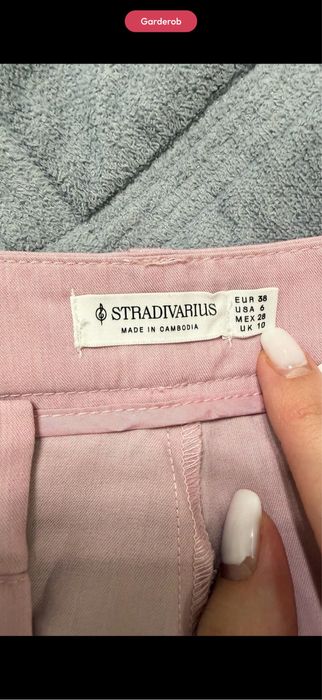 Garderob
STRADIVARIUS
MADE IN CAMBODIA
EUR 38
USA 6
MEX 28
UK 10